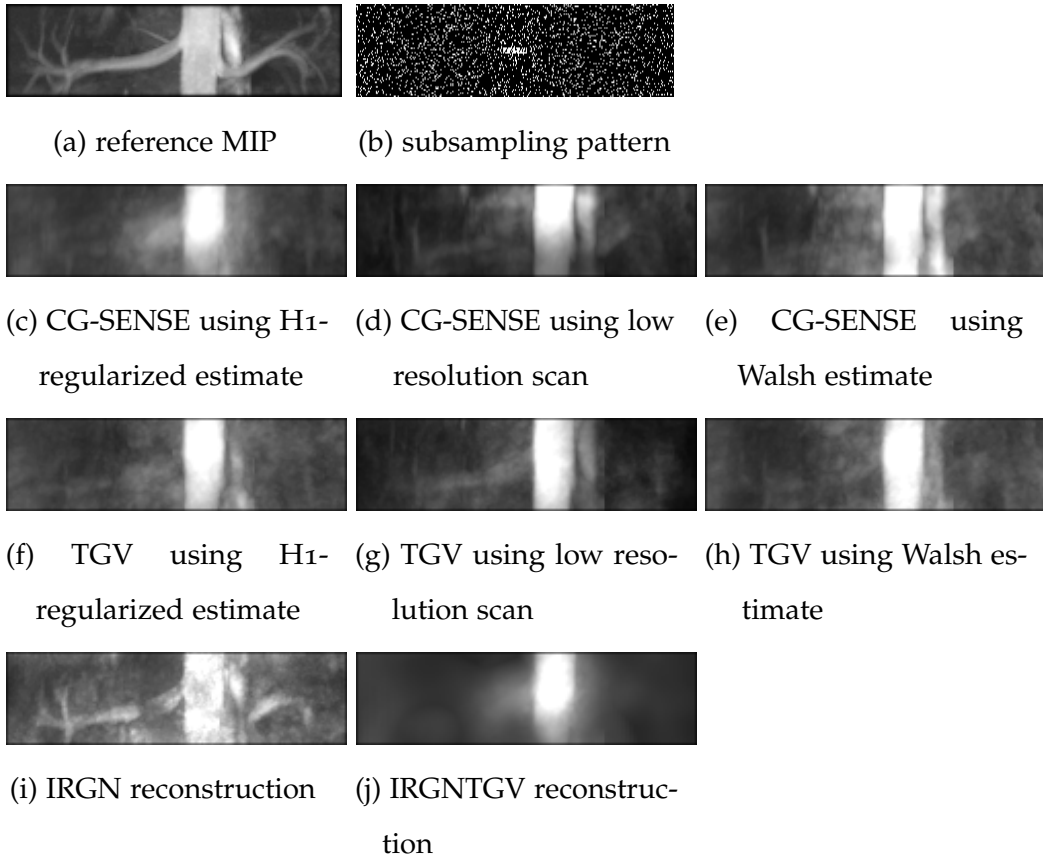 (a) reference MIP
(b) subsampling pattern
(c) CG-SENSE using H1-
regularized estimate
(d) CG-SENSE using low
resolution scan
(e) CG-SENSE using
Walsh estimate
(f) TGV using H1-
regularized estimate
(g) TGV using low reso-
lution scan
(h) TGV using Walsh es-
timate
(i) IRGN reconstruction
(j) IRGNTGV reconstruc-
tion